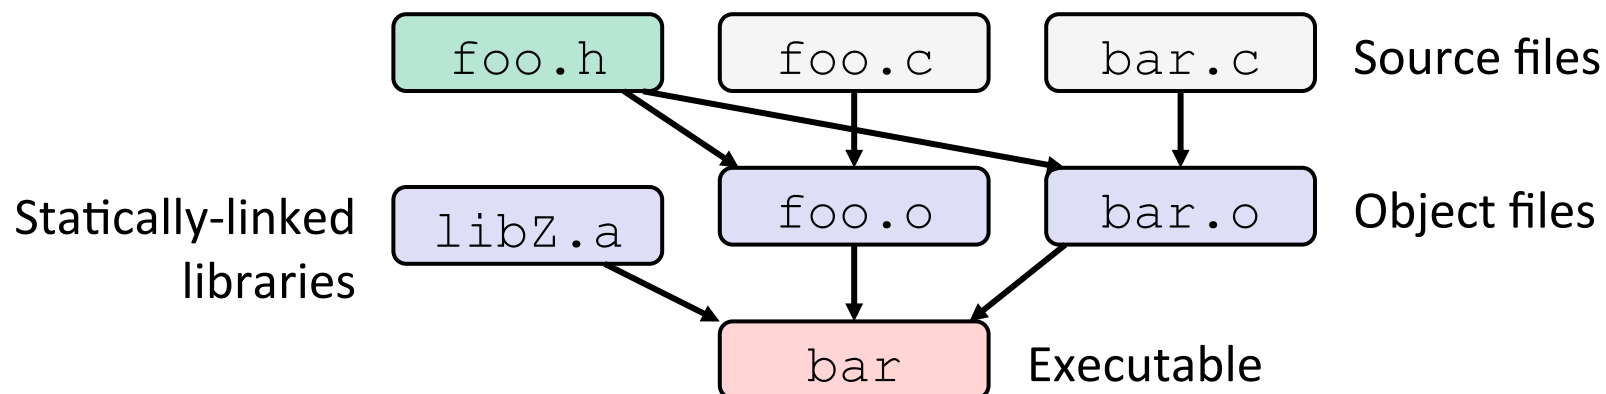 foo.h
foo.c
bar.c
Source files
Statically-linked
libraries
libZ.a
foo.o
bar.o
Object files
bar
Executable